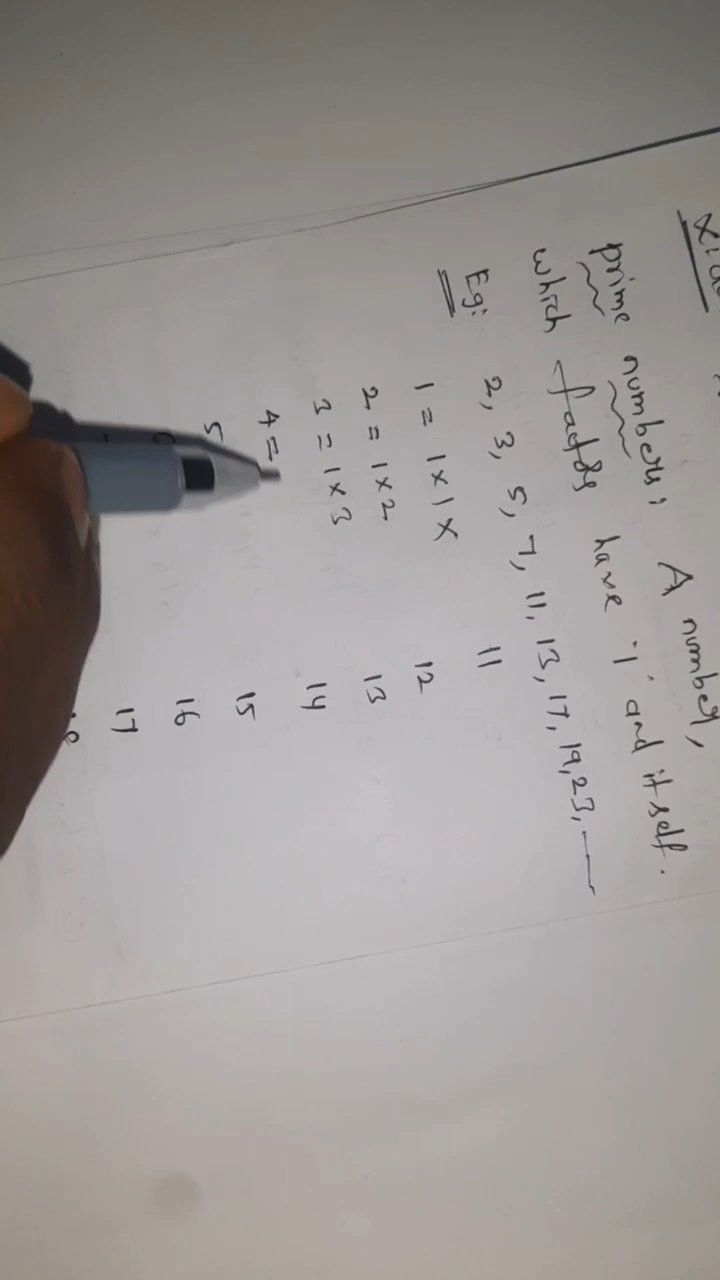 prime numbers, A number,
which factors have '1' and itself.
Eg: 2, 3, 5, 7, 11, 13, 17, 19, 23, —
1 = 1 x 1 x 11
2 = 1 x 2 12
3 = 1 x 3 13
4 = 14
5 15
16
17